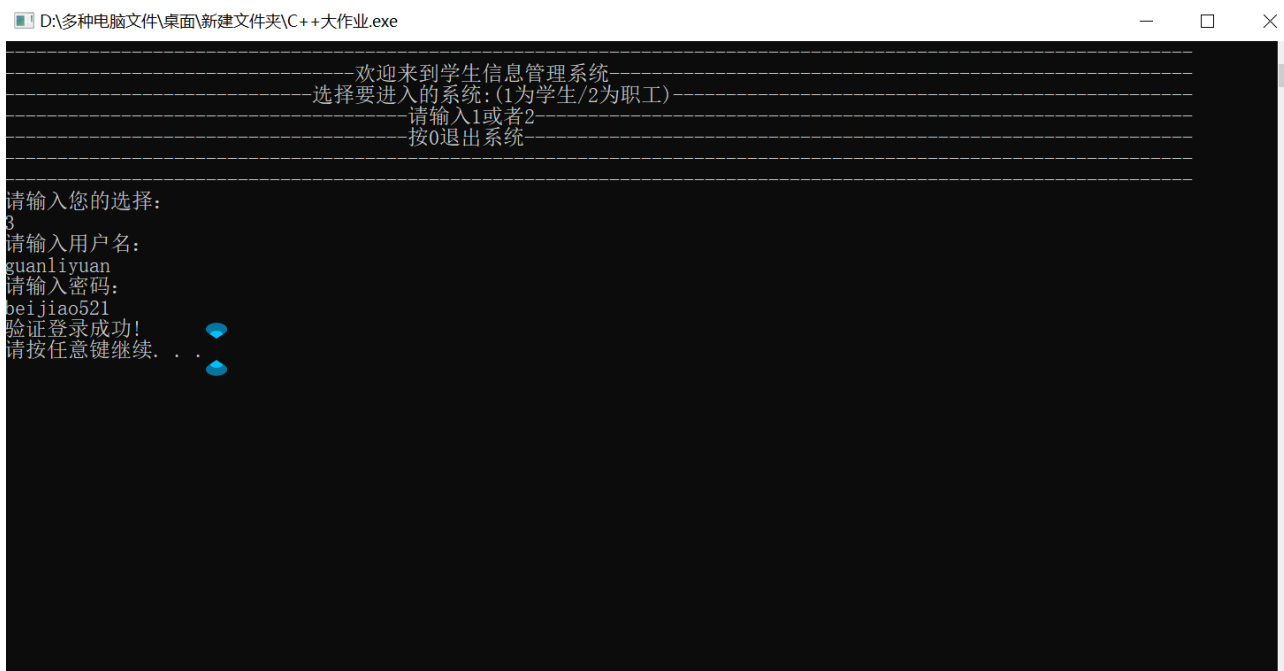 D:\多种电脑文件\桌面\新建文件夹\C++大作业.exe
--------------------------------------------------------------------------------------------------------------
---------------------------------欢迎来到学生信息管理系统-------------------------------------------------------
-----------------------------选择要进入的系统:(1为学生/2为职工)-------------------------------------------------
--------------------------------------请输入1或者2--------------------------------------------------------------
--------------------------------------按0退出系统---------------------------------------------------------------
--------------------------------------------------------------------------------------------------------------
--------------------------------------------------------------------------------------------------------------
请输入您的选择：
3
请输入用户名：
guanliyuan
请输入密码：
beijiao521
验证登录成功!
请按任意键继续. . .